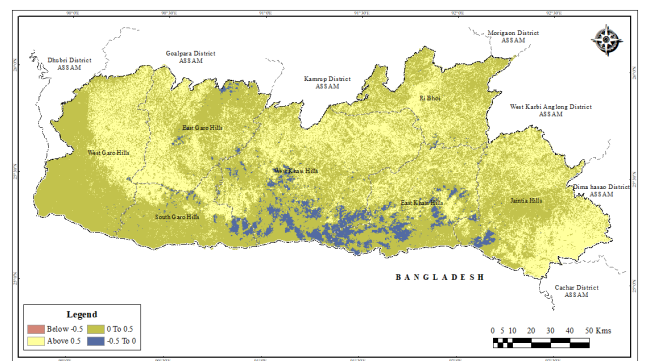 Morigaon District
ASSAM
Goalpara District
ASSAM
Dhubri District
ASSAM
Kamrup District
ASSAM
Ri Bhoi
West Karbi Anglong District
ASSAM
East Garo Hills
West Garo Hills
West Khasi Hills
Dima hasao District
ASSAM
East Khasi Hills
Jaintia Hills
South Garo Hills
BANGLADESH
Cachar District
ASSAM
Legend
Below -0.5
0 To 0.5
Above 0.5
-0.5 To 0
0 5 10 20 30 40 50 Kms